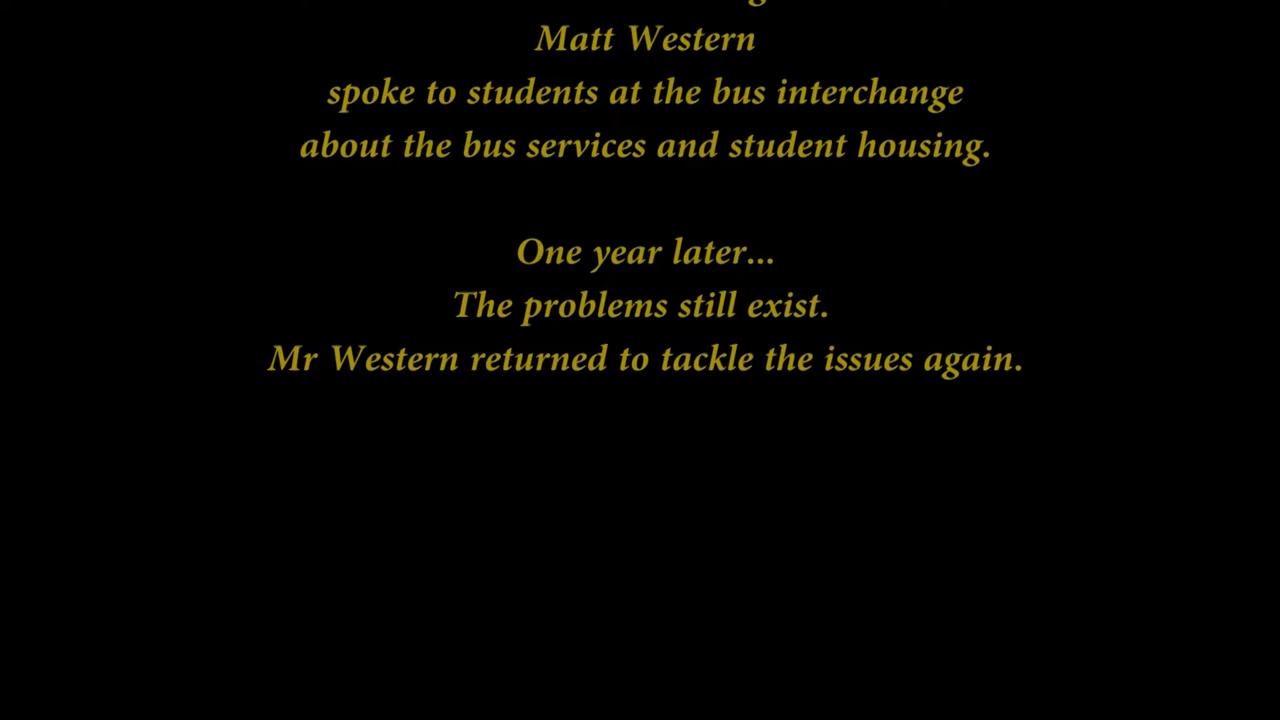 Matt Western
spoke to students at the bus interchange
about the bus services and student housing.
One year later...
The problems still exist.
Mr Western returned to tackle the issues again.